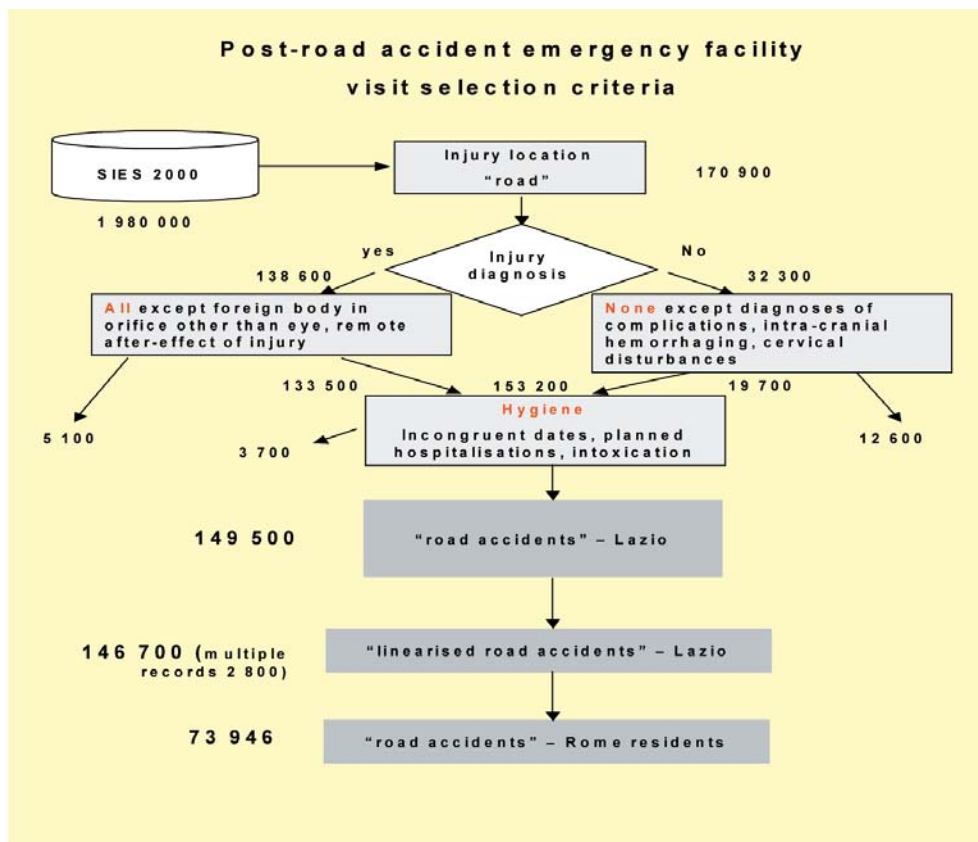 Post-road accident emergency facility
visit selection criteria
SIES 2000
1 980 000
Injury location
“road”
170 900
yes
Injury
diagnosis
No
138 600
32 300
All except foreign body in
orifice other than eye, remote
after-effect of injury
None except diagnoses of
complications, intra-cranial
hemorrhaging, cervical
disturbances
133 500
153 200
19 700
5 100
12 600
Hygiene
Incongruent dates, planned
hospitalisations, intoxication
3 700
149 500
“road accidents” – Lazio
146 700 (multiple
records 2 800)
“linearised road accidents” – Lazio
73 946
“road accidents” – Rome residents